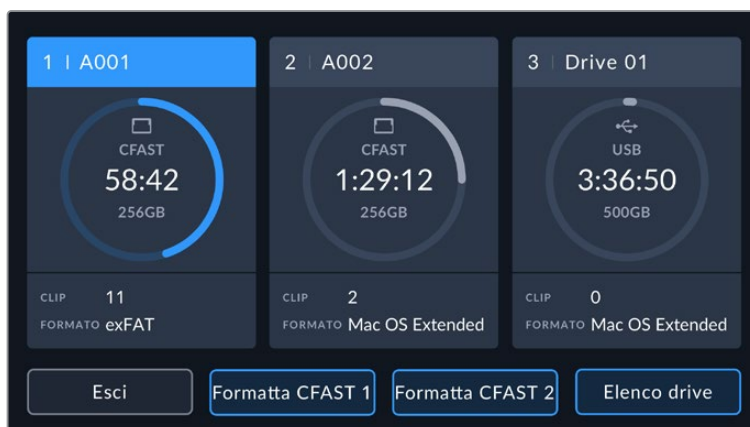 1 | A001
CFAST
58:42
256GB
CLIP 11
FORMATO exFAT
2 | A002
CFAST
1:29:12
256GB
CLIP 2
FORMATO Mac OS Extended
3 | Drive 01
USB
3:36:50
500GB
CLIP 0
FORMATO Mac OS Extended
Esci
Formatta CFAST 1
Formatta CFAST 2
Elenco drive